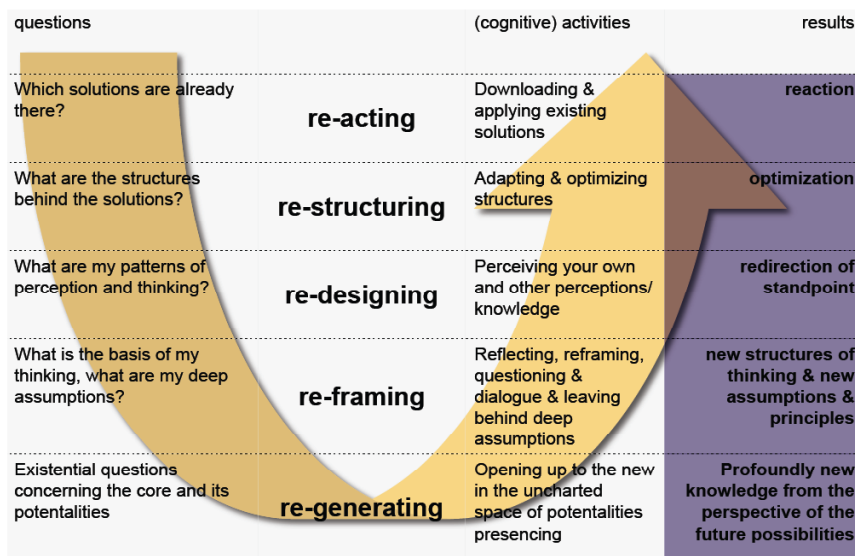 questions
(cognitive) activities
results
Which solutions are already
there?
re-acting
Downloading &
applying existing
solutions
reaction
What are the structures
behind the solutions?
re-structuring
Adapting & optimizing
structures
optimization
What are my patterns of
perception and thinking?
re-designing
Perceiving your own
and other perceptions/
knowledge
redirection of
standpoint
What is the basis of my
thinking, what are my deep
assumptions?
re-framing
Reflecting, reframing,
questioning &
dialogue & leaving
behind deep
assumptions
new structures of
thinking & new
assumptions &
principles
Existential questions
concerning the core and its
potentalities
re-generating
Opening up to the new
in the uncharted
space of potentalities
presencing
Profoundly new
knowledge from the
perspective of the
future possibilities